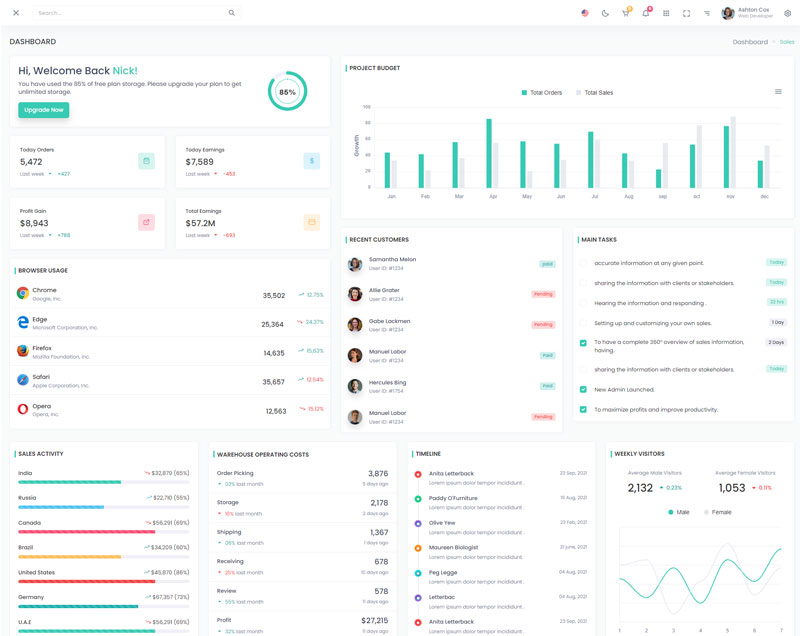 Search...
5
Ashton Cox
Web Developer
DASHBOARD
Dashboard
Sales
Hi, Welcome Back Nick!
You have used the 85% of free plan storage. Please upgrade your plan to get
unlimited storage.
Upgrade Now
85%
Today Orders
5,472
Last week +427
Today Earnings
$7,589
$
Last week -453
Profit Gain
$8,943
Last week +788
Total Earnings
$57.2M
Last week -693
PROJECT BUDGET
Total Orders
Total Sales
Growth
100
80
60
40
20
0
Jan
Feb
Mar
Apr
May
Jun
Jul
Aug
sep
oct
nov
dec
BROWSER USAGE
Chrome
Google, Inc.
35,502
12.75%
Edge
Microsoft Corporation, Inc.
25,364
24.37%
Firefox
Mozilla Foundation, Inc.
14,635
15,63%
Safari
Apple Corporation, Inc.
35,657
12.54%
Opera
Opera, Inc.
12,563
15.12%
RECENT CUSTOMERS
Samantha Melon
User ID: #1234
paid
Allie Grater
User ID: #1234
Pending
Gabe Lackmen
User ID: #1234
Pending
Manuel Labor
User ID: #1234
Paid
Hercules Bing
User ID: #1754
Paid
Manuel Labor
User ID: #1234
Pending
MAIN TASKS
accurate information at any given point.
Today
sharing the information with clients or stakeholders.
Today
Hearing the information and responding .
22 hrs
Setting up and customizing your own sales.
1 Day
To have a complete 360° overview of sales information,
having.
2 Days
sharing the information with clients or stakeholders.
Today
New Admin Launched.
To maximize profits and improve productivity.
SALES ACTIVITY
India
$32,879 (65%)
Russia
$22,710 (55%)
Canada
$56,291 (69%)
Brazil
$34,209 (60%)
United States
$45,870 (86%)
Germany
$67,357 (73%)
U.A.E
$56,291 (69%)
WAREHOUSE OPERATING COSTS
Order Picking
3,876
03% last month
5 days ago
Storage
2,178
16% last month
2 days ago
Shipping
1,367
09% last month
1 days ago
Receiving
678
25% last month
10 days ago
Review
578
55% last month
11 days ago
Profit
$27,215
32% last month
11 days ago
TIMELINE
Anita Letterback
23 Sep, 2021
Lorem ipsum dolor tempor incididunt .
Paddy O'Furniture
16 Aug, 2021
Lorem ipsum dolor tempor incididunt .
Olive Yew
23 Feb, 2021
Lorem ipsum dolor tempor incididunt .
Maureen Biologist
21 june, 2021
Lorem ipsum dolor tempor incididunt .
Peg Legge
04 Aug, 2021
Lorem ipsum dolor tempor incididunt .
Letterbac
04 Aug, 2021
Lorem ipsum dolor tempor incididunt .
Anita Letterback
23 Sep, 2021
Lorem ipsum dolor tempor incididunt .
WEEKLY VISITORS
Average Male Visitors
2,132 0.23%
Average Female Visitors
1,053 0.11%
Male
Female
1
2
3
4
5
6
7